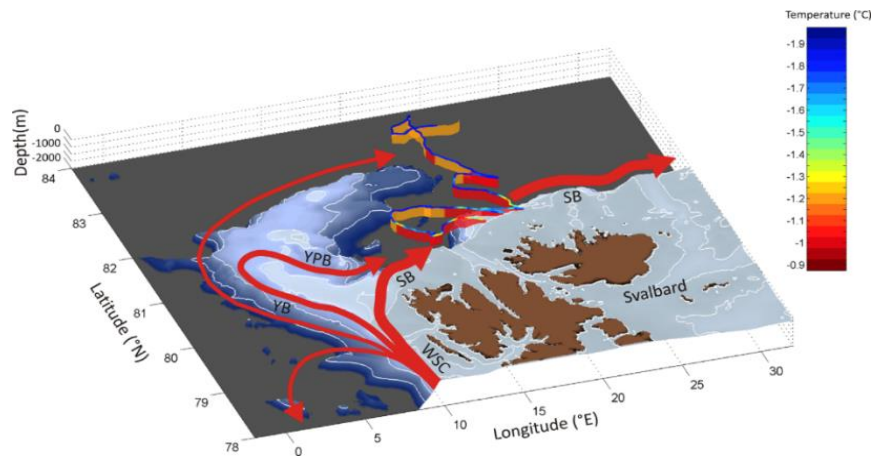 Temperature (°C)
-1.9
-1.8
-1.7
-1.6
-1.5
-1.4
-1.3
-1.2
-1.1
-1
-0.9
Depth(m)
0
-1000
-2000
84
83
82
81
80
79
78
Latitude (°N)
0
5
10
15
20
25
30
Longitude (°E)
SB
YPB
SB
YB
WSC
Svalbard